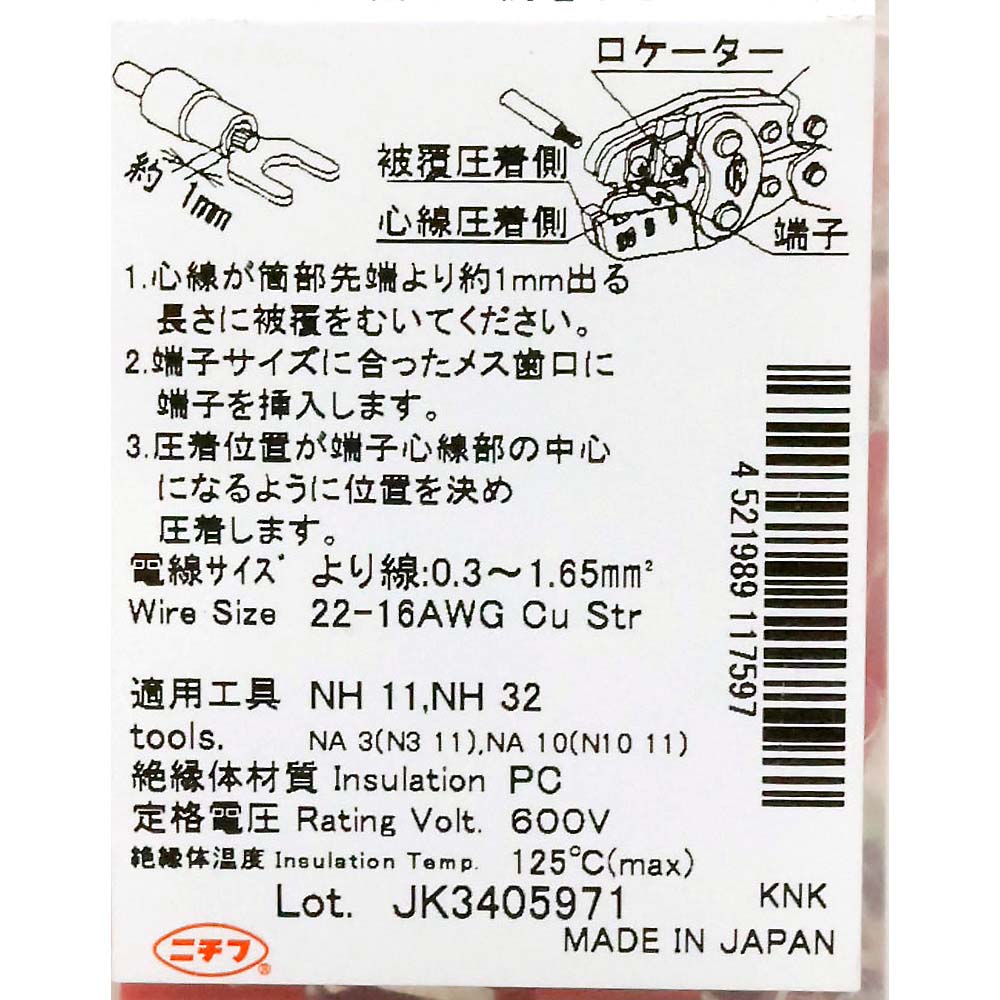 ロケーター
約1mm
被覆圧着側
心線圧着側
端子
1.心線が筒部先端より約1mm出る
長さに被覆をむいてください。
2.端子サイズに合ったメス歯口に
端子を挿入します。
3.圧着位置が端子心線部の中心
になるように位置を決め
圧着します。
電線サイズ より線:0.3～1.65mm²
Wire Size 22-16AWG Cu Str
適用工具 NH 11,NH 32
tools. NA 3(N3 11),NA 10(N10 11)
絶縁体材質 Insulation PC
定格電圧 Rating Volt. 600V
絶縁体温度 Insulation Temp. 125℃(max)
Lot. JK3405971 KNK
MADE IN JAPAN
ニチフ®
4521989117597